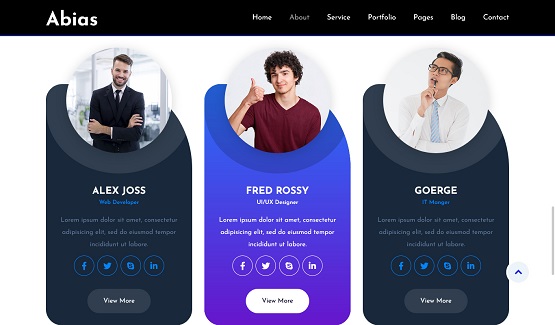 Abias
Home About Service Portfolio Pages Blog Contact
ALEX JOSS
Web Developer
Lorem ipsum dolor sit amet, consectetur
adipisicing elit, sed do eiusmod tempor
incididunt ut labore.
View More
FRED ROSSY
UI/UX Designer
Lorem ipsum dolor sit amet, consectetur
adipisicing elit, sed do eiusmod tempor
incididunt ut labore.
View More
GOERGE
IT Manger
Lorem ipsum dolor sit amet, consectetur
adipisicing elit, sed do eiusmod tempor
incididunt ut labore.
View More